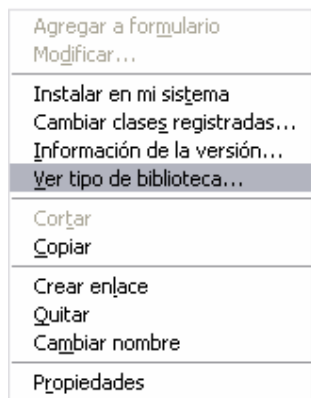 Agregar a formulario
Modificar...
Instalar en mi sistema
Cambiar clases registradas...
Información de la versión...
Ver tipo de biblioteca...
Cortar
Copiar
Crear enlace
Quitar
Cambiar nombre
Propiedades